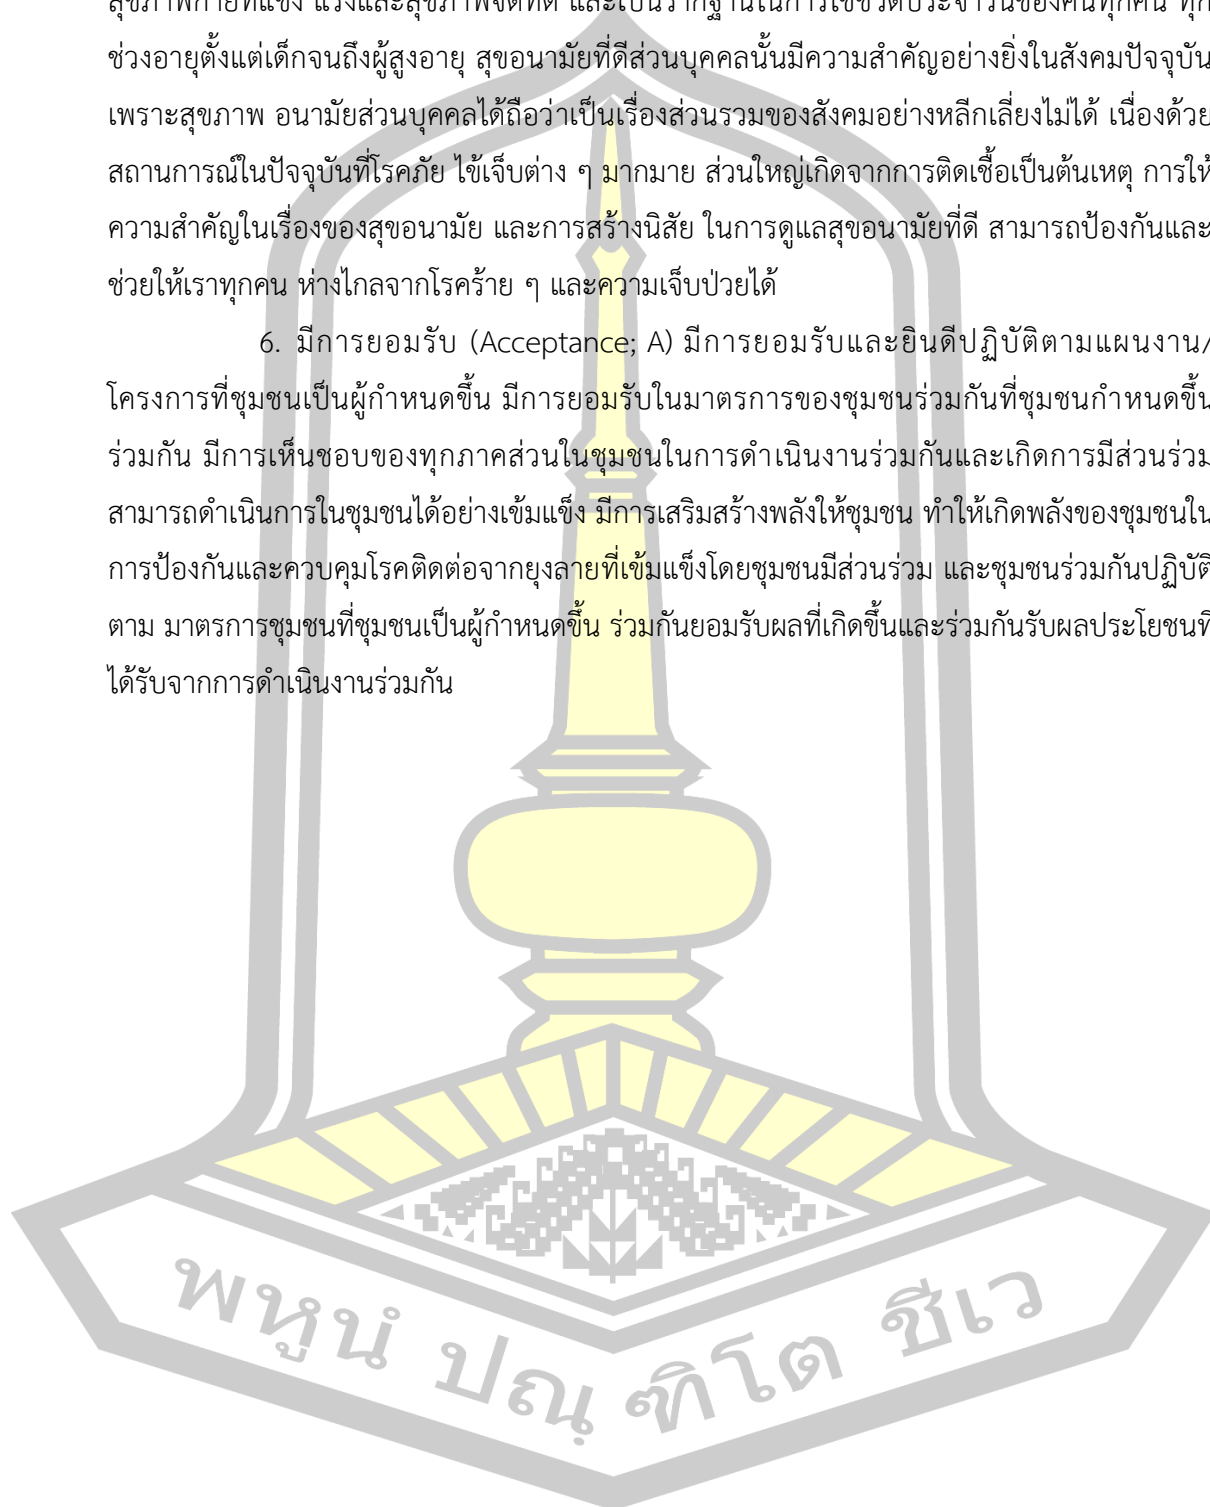 สุขภาพกายที่แข็ง แรงและสุขภาพจิตที่ดี และเป็นรากฐานในการใช้ชีวิตประจำวันของคนทุกคน ทุก
ช่วงอายุตั้งแต่เด็กจนถึงผู้สูงอายุ สุขอนามัยที่ดีส่วนบุคคลนั้นมีความสำคัญอย่างยิ่งในสังคมปัจจุบัน
เพราะสุขภาพ อนามัยส่วนบุคคลได้ถือว่าเป็นเรื่องส่วนรวมของสังคมอย่างหลีกเลี่ยงไม่ได้ เนื่องด้วย
สถานการณ์ในปัจจุบันที่โรคภัย ไข้เจ็บต่าง ๆ มากมาย ส่วนใหญ่เกิดจากการติดเชื้อเป็นต้นเหตุ การให้
ความสำคัญในเรื่องของสุขอนามัย และการสร้างนิสัย ในการดูแลสุขอนามัยที่ดี สามารถป้องกันและ
ช่วยให้เราทุกคน ห่างไกลจากโรคร้าย ๆ และความเจ็บป่วยได้
6. มีการยอมรับ (Acceptance; A) มีการยอมรับและยินดีปฏิบัติตามแผนงาน/
โครงการที่ชุมชนเป็นผู้กำหนดขึ้น มีการยอมรับในมาตรการของชุมชนร่วมกันที่ชุมชนกำหนดขึ้น
ร่วมกัน มีการเห็นชอบของทุกภาคส่วนในชุมชนในการดำเนินงานร่วมกันและเกิดการมีส่วนร่วม
สามารถดำเนินการในชุมชนได้อย่างเข้มแข็ง มีการเสริมสร้างพลังให้ชุมชน ทำให้เกิดพลังของชุมชนใน
การป้องกันและควบคุมโรคติดต่อจากยุงลายที่เข้มแข็งโดยชุมชนมีส่วนร่วม และชุมชนร่วมกันปฏิบัติ
ตาม มาตรการชุมชนที่ชุมชนเป็นผู้กำหนดขึ้น ร่วมกันยอมรับผลที่เกิดขึ้นและร่วมกันรับผลประโยชน์ที่
ได้รับจากการดำเนินงานร่วมกัน
พหูนํ ปณฺฑิโต ชีเว